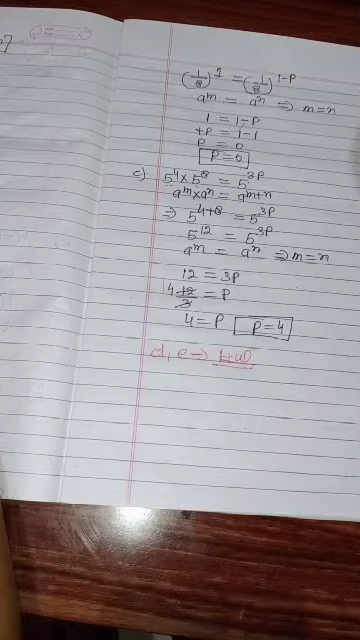 (1/8)^1 = (1/8)^1-P
a^m = a^n ⇒ m=n
1 = 1-P
+P = 1-1
P = 0
P=0
c) 5^4 x 5^8 = 5^3P
a^m x a^n = a^m+n
⇒ 5^4+8 = 5^3P
5^12 = 5^3P
a^m = a^n ⇒ m=n
12 = 3P
4 12/3 = P
4 = P P=4
d, e → H.W